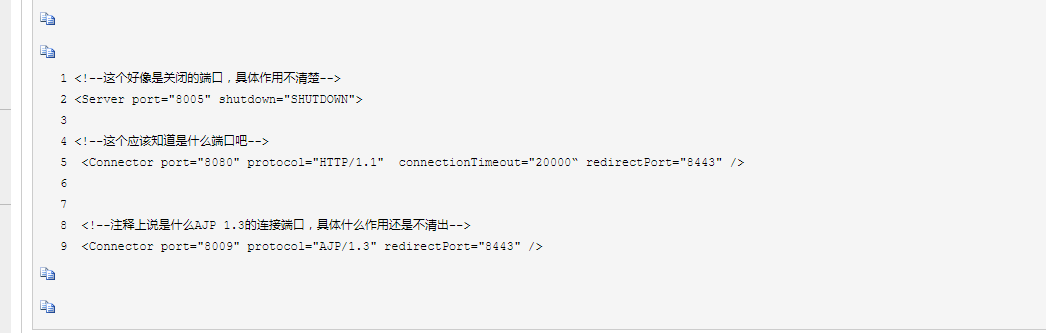 1 <!--这个好像是关闭的端口，具体作用不清楚-->
2 <Server port="8005" shutdown="SHUTDOWN">
3
4 <!--这个应该知道是什么端口吧-->
5  <Connector port="8080" protocol="HTTP/1.1"  connectionTimeout="20000“ redirectPort="8443" />
6
7
8  <!--注释上说是什么AJP 1.3的连接端口，具体什么作用还是不清出-->
9  <Connector port="8009" protocol="AJP/1.3" redirectPort="8443" />